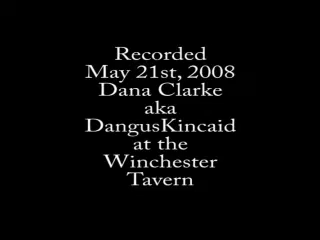 Recorded
May 21st, 2008
Dana Clarke
aka
DangusKincaid
at the
Winchester
Tavern